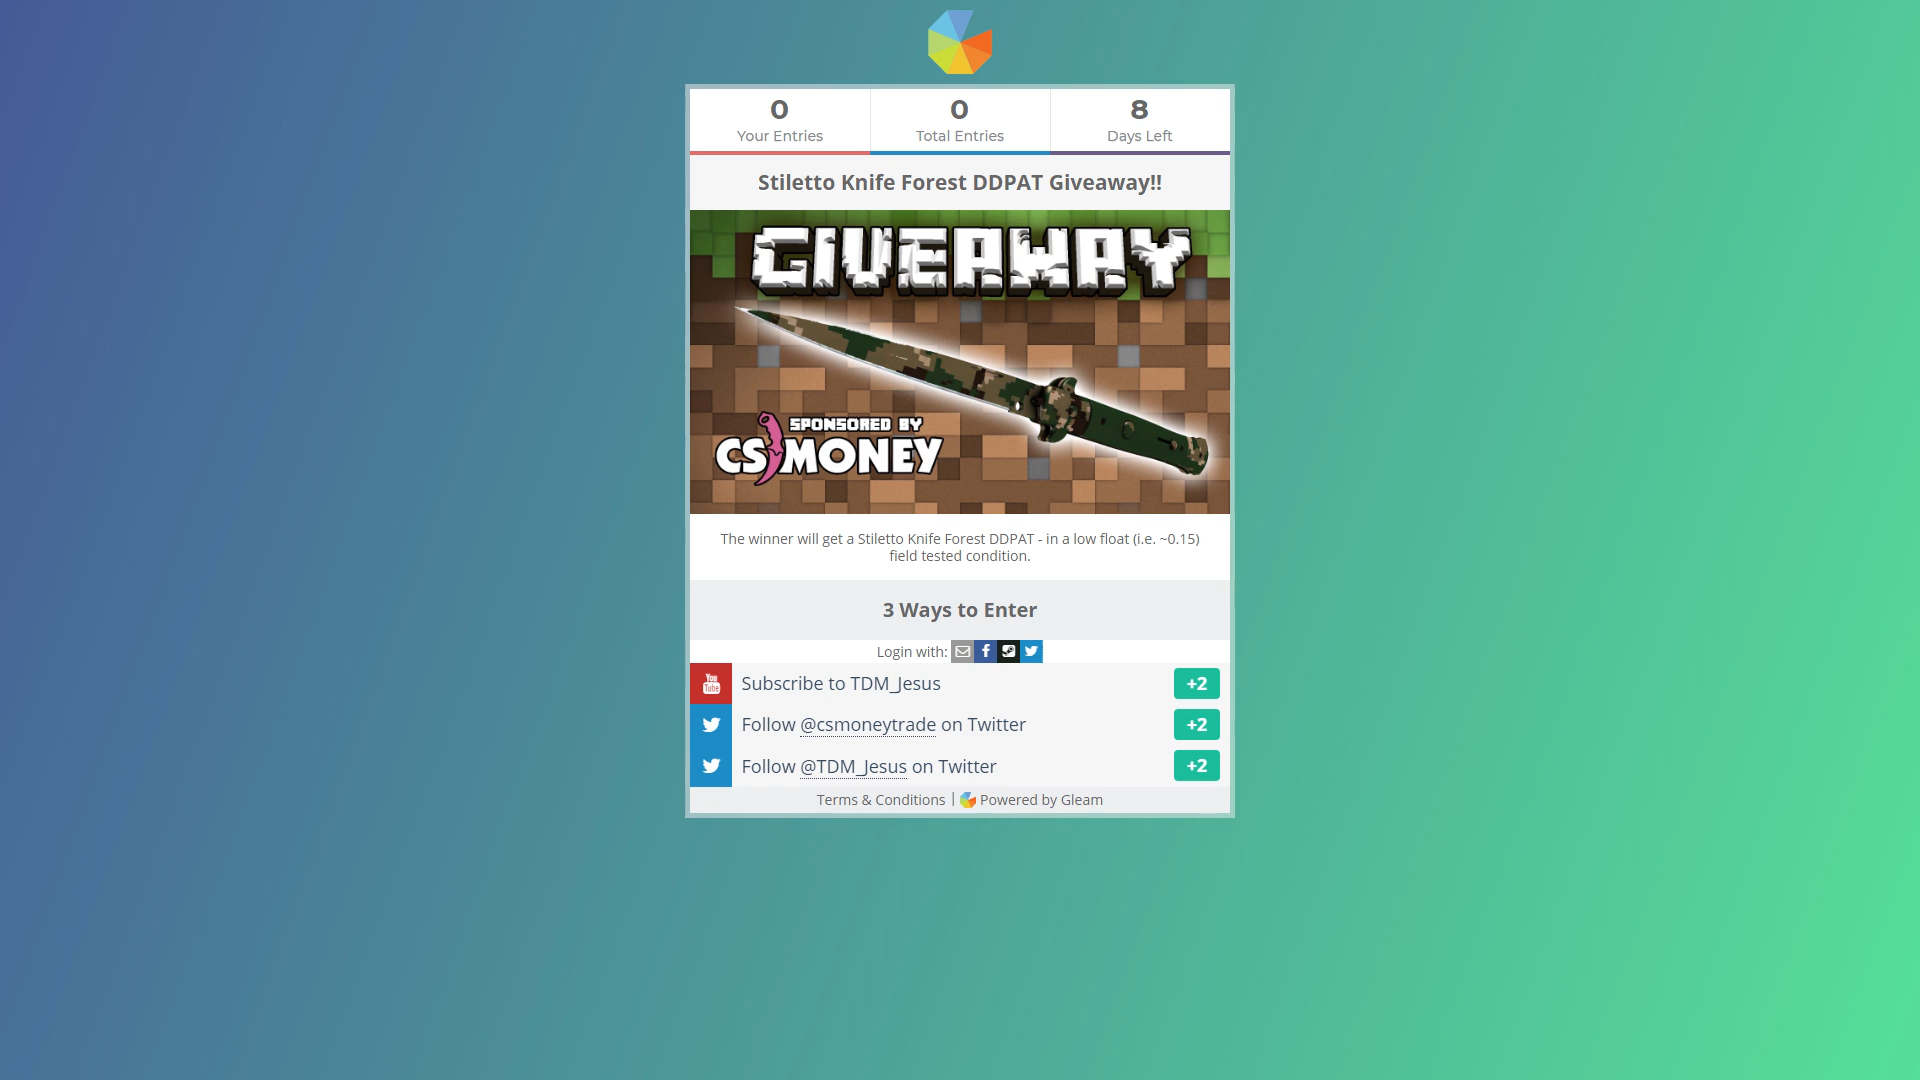 0 0 8
Your Entries Total Entries Days Left
Stiletto Knife Forest DDPAT Giveaway!!
GIVEAWAY
SPONSORED BY
CS MONEY
The winner will get a Stiletto Knife Forest DDPAT - in a low float (i.e. ~0.15)
field tested condition.
3 Ways to Enter
Login with:
You Tube Subscribe to TDM_Jesus +2
Follow @csmoneytrade on Twitter +2
Follow @TDM_Jesus on Twitter +2
Terms & Conditions | Powered by Gleam